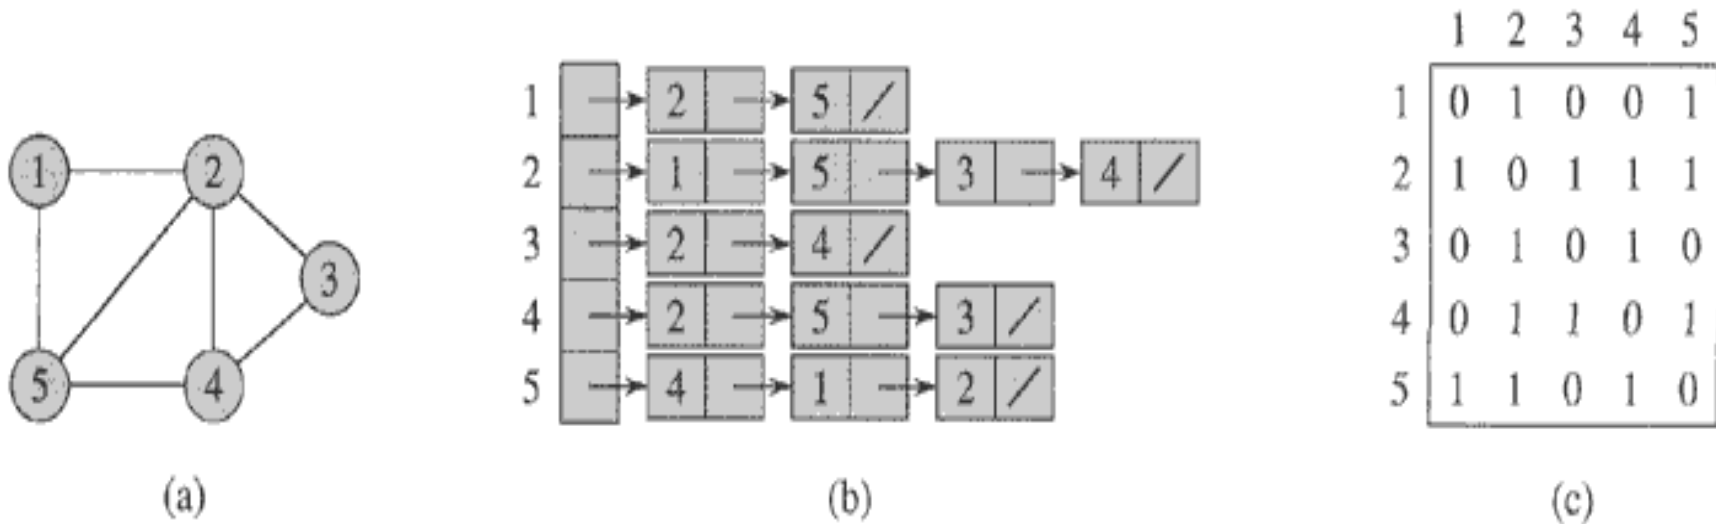 1 2 3 4 5
1 2 5 / 1 0 1 0 0 1
2 1 5 3 4 / 2 1 0 1 1 1
1 2
3 2 4 / 3 0 1 0 1 0
3
4 2 5 3 / 4 0 1 1 0 1
5 4
5 4 1 2 / 5 1 1 0 1 0
(a) (b) (c)